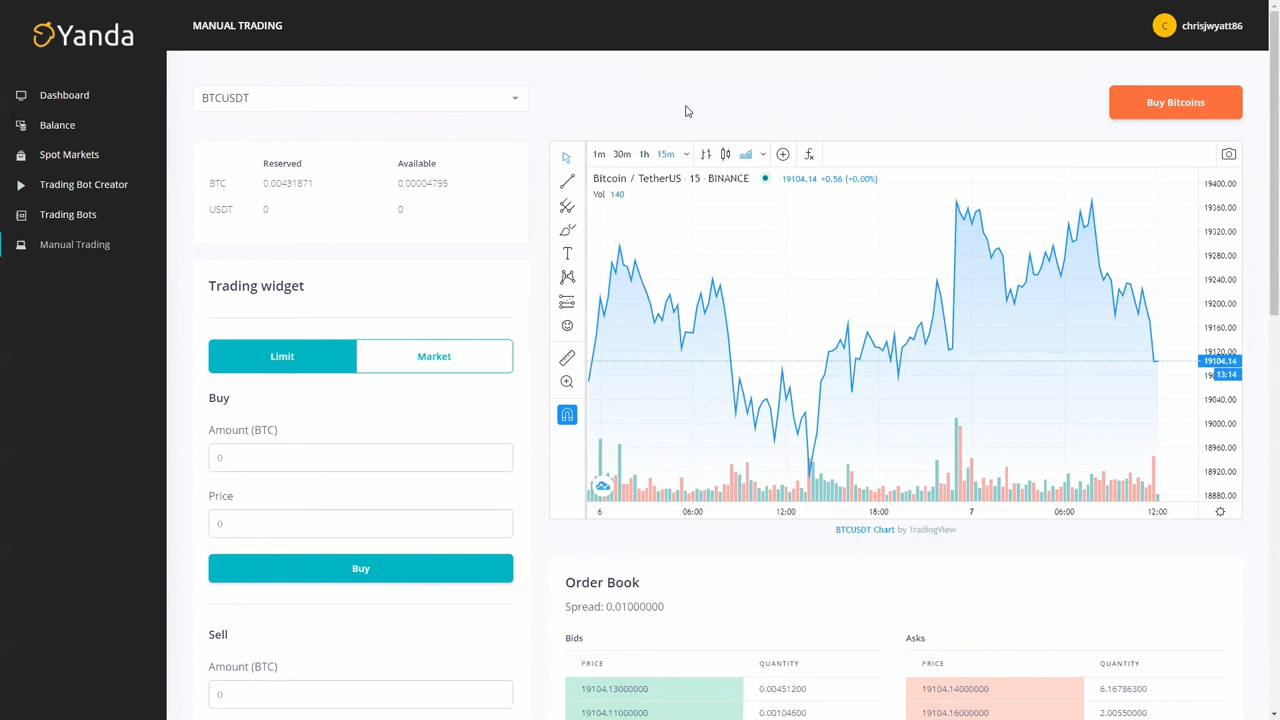 Yanda
MANUAL TRADING
C
chrisjwyatt86
Dashboard
Balance
Spot Markets
Trading Bot Creator
Trading Bots
Manual Trading
BTCUSDT
Buy Bitcoins
Reserved Available
BTC 0.00431871 0.00004795
USDT 0 0
Trading widget
Limit Market
Buy
Amount (BTC)
0
Price
0
Buy
Sell
Amount (BTC)
0
1m 30m 1h 15m
Bitcoin / TetherUS · 15 · BINANCE 19104.14 +0.56 (+0.00%)
Vol 140
T
19400.00
19360.00
19320.00
19280.00
19240.00
19200.00
19160.00
19120.00
19104.14
13:14
19040.00
19000.00
18960.00
18920.00
18880.00
6 06:00 12:00 18:00 7 06:00 12:00
BTCUSDT Chart by TradingView
Order Book
Spread: 0.01000000
Bids Asks
PRICE QUANTITY PRICE QUANTITY
19104.13000000 0.00451200 19104.14000000 6.16786300
19104.11000000 0.00104600 19104.16000000 2.00550000